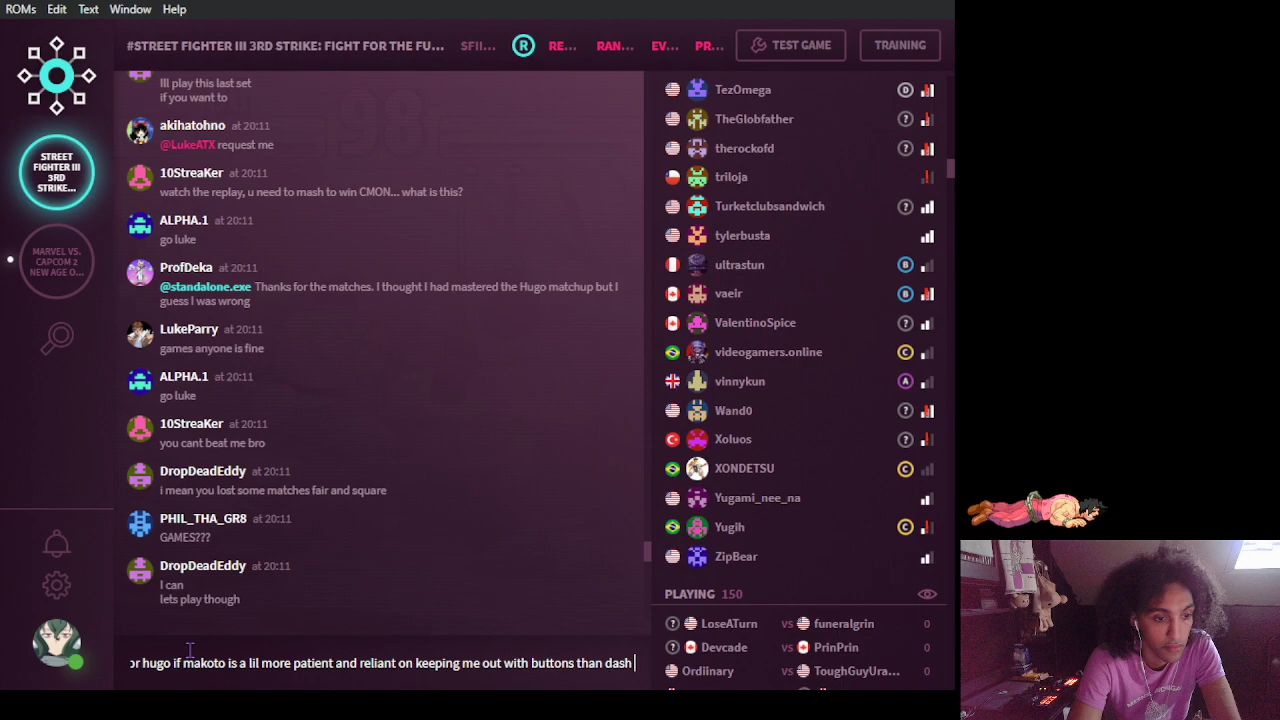 ROMs Edit Text Window Help
#STREET FIGHTER III 3RD STRIKE: FIGHT FOR THE FU... SFII... R RE... RAN... EV... PR... TEST GAME TRAINING
STREET
FIGHTER III
3RD
STRIKE...
MARVEL VS.
CAPCOM 2
NEW AGE O...
Ill play this last set
if you want to
akihatohno at 20:11
@LukeATX request me
10StreaKer at 20:11
watch the replay, u need to mash to win CMON... what is this?
ALPHA.1 at 20:11
go luke
ProfDeka at 20:11
@standalone.exe Thanks for the matches. I thought I had mastered the Hugo matchup but I
guess I was wrong
LukeParry at 20:11
games anyone is fine
ALPHA.1 at 20:11
go luke
10StreaKer at 20:11
you cant beat me bro
DropDeadEddy at 20:11
i mean you lost some matches fair and square
PHIL_THA_GR8 at 20:11
GAMES???
DropDeadEddy at 20:11
I can
lets play though
or hugo if makoto is a lil more patient and reliant on keeping me out with buttons than dash
TezOmega D
TheGlobfather ?
therockofd ?
triloja
Turketclubsandwich ?
tylerbusta
ultrastun B
vaeir B
ValentinoSpice ?
videogamers.online C
vinnykun A
Wand0 ?
Xoluos ?
XONDETSU C
Yugami_nee_na
Yugih C
ZipBear
PLAYING 150
? LoseATurn vs funeralgrin 0
? Devcade vs PrinPrin 0
Ordiinary vs ToughGuyUra... 0